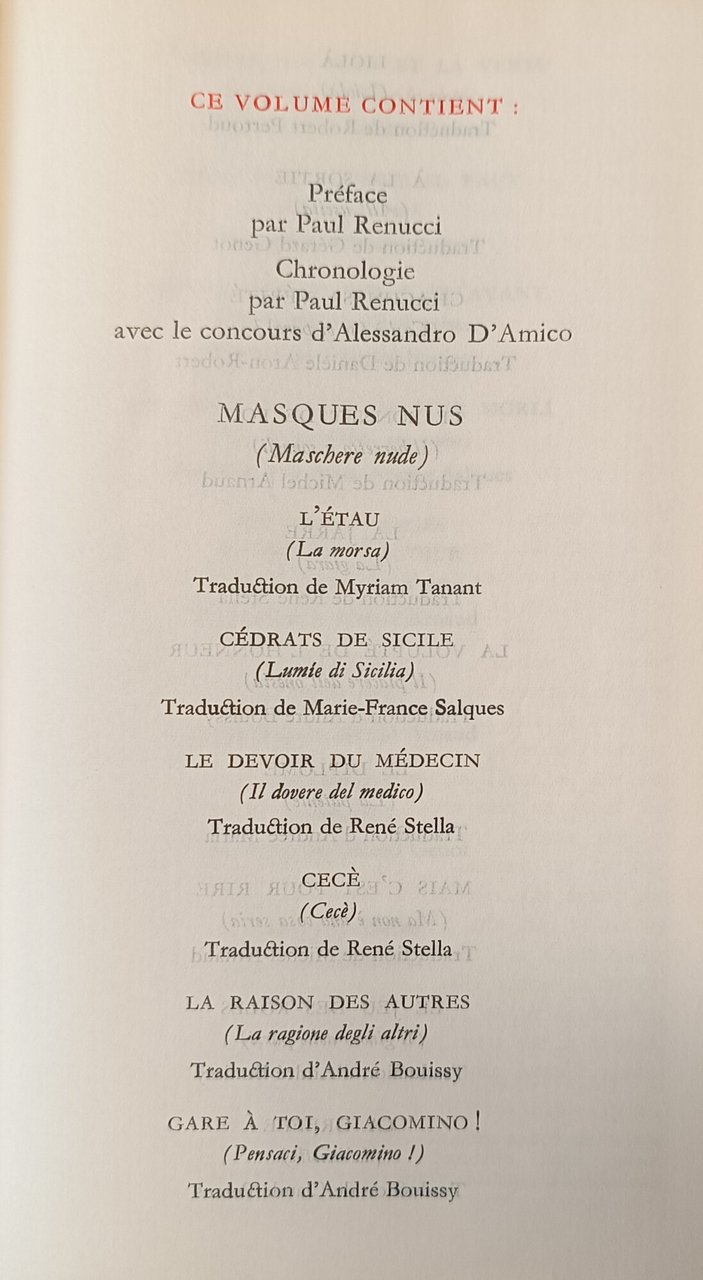 CE VOLUME CONTIENT :
Préface
par Paul Renucci
Chronologie
par Paul Renucci
avec le concours d'Alessandro D'Amico
MASQUES NUS
(Maschere nude)
L'ÉTAU
(La morsa)
Traduction de Myriam Tanant
CÉDRATS DE SICILE
(Lumíe di Sicilia)
Traduction de Marie-France Salques
LE DEVOIR DU MÉDECIN
(Il dovere del medico)
Traduction de René Stella
CECÈ
(Cecè)
Traduction de René Stella
LA RAISON DES AUTRES
(La ragione degli altri)
Traduction d'André Bouissy
GARE À TOI, GIACOMINO !
(Pensaci, Giacomino !)
Traduction d'André Bouissy